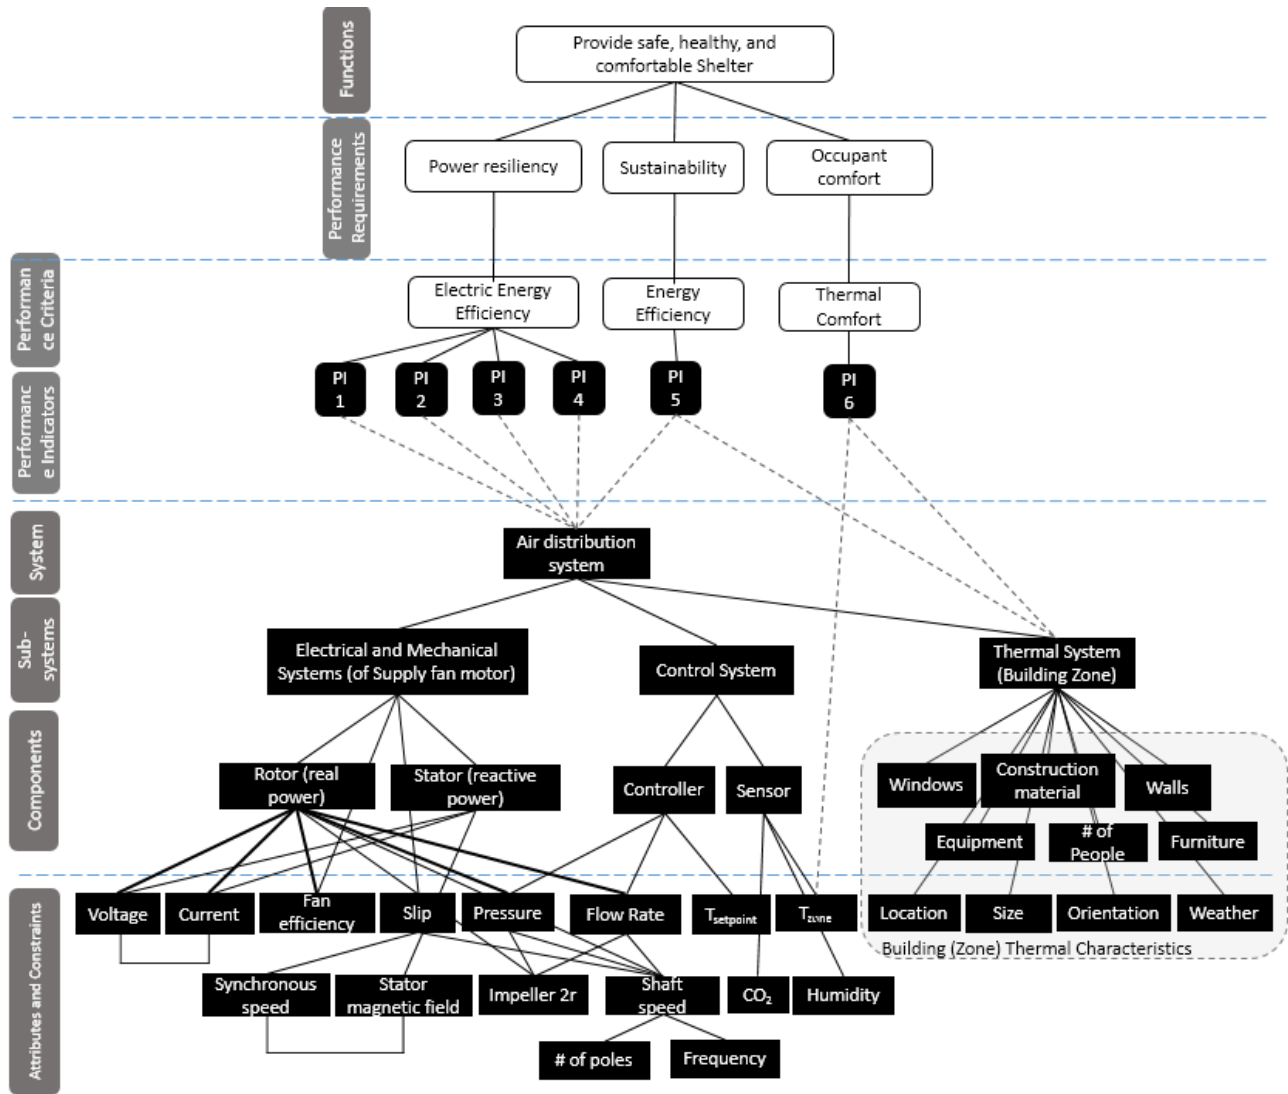 Functions
Provide safe, healthy, and
comfortable Shelter
Performance
Requirements
Power resiliency
Sustainability
Occupant
comfort
Performan
ce Criteria
Electric Energy
Efficiency
Energy
Efficiency
Thermal
Comfort
Performanc
e Indicators
PI
1
PI
2
PI
3
PI
4
PI
5
PI
6
System
Air distribution
system
Sub-
systems
Electrical and Mechanical
Systems (of Supply fan motor)
Control System
Thermal System
(Building Zone)
Components
Rotor (real
power)
Stator (reactive
power)
Controller
Sensor
Windows
Construction
material
Walls
Equipment
# of
People
Furniture
Attributes and Constraints
Voltage
Current
Fan
efficiency
Slip
Pressure
Flow Rate
Tsetpoint
Tzone
Location
Size
Orientation
Weather
Building (Zone) Thermal Characteristics
Synchronous
speed
Stator
magnetic field
Impeller 2r
Shaft
speed
CO₂
Humidity
# of poles
Frequency